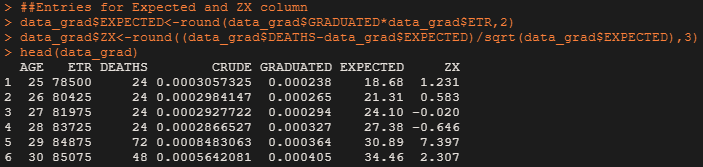 > ##Entries for Expected and ZX column
> data_grad$EXPECTED<-round(data_grad$GRADUATED*data_grad$ETR,2)
> data_grad$ZX<-round((data_grad$DEATHS-data_grad$EXPECTED)/sqrt(data_grad$EXPECTED),3)
> head(data_grad)
  AGE   ETR DEATHS        CRUDE GRADUATED EXPECTED     ZX
1  25 78500     24 0.0003057325  0.000238    18.68  1.231
2  26 80425     24 0.0002984147  0.000265    21.31  0.583
3  27 81975     24 0.0002927722  0.000294    24.10 -0.020
4  28 83725     24 0.0002866527  0.000327    27.38 -0.646
5  29 84875     72 0.0008483063  0.000364    30.89  7.397
6  30 85075     48 0.0005642081  0.000405    34.46  2.307